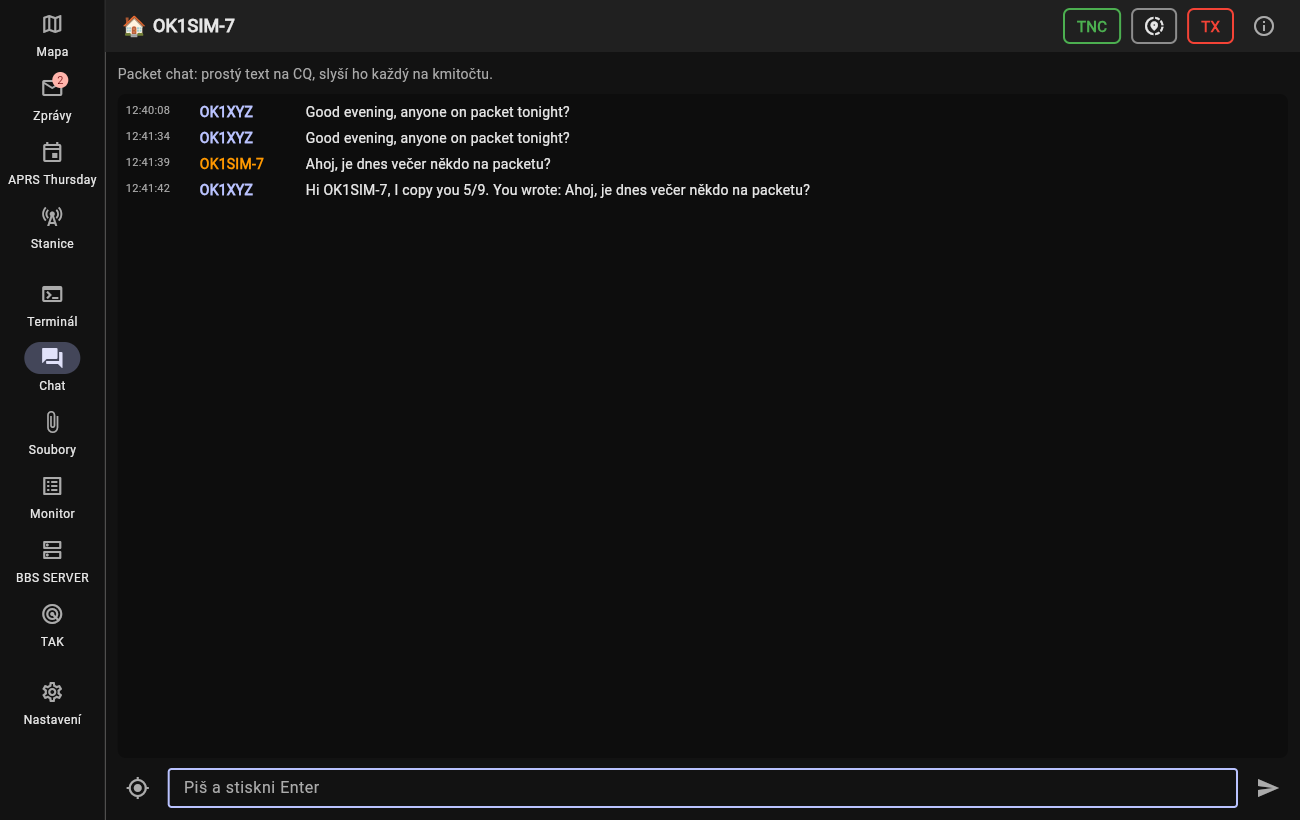 Mapa
2
Zprávy
APRS Thursday
Stanice
Terminál
Chat
Soubory
Monitor
BBS SERVER
TAK
Nastavení
OK1SIM-7
TNC
TX
Packet chat: prostý text na CQ, slyší ho každý na kmitočtu.
12:40:08 OK1XYZ Good evening, anyone on packet tonight?
12:41:34 OK1XYZ Good evening, anyone on packet tonight?
12:41:39 OK1SIM-7 Ahoj, je dnes večer někdo na packetu?
12:41:42 OK1XYZ Hi OK1SIM-7, I copy you 5/9. You wrote: Ahoj, je dnes večer někdo na packetu?
Piš a stiskni Enter